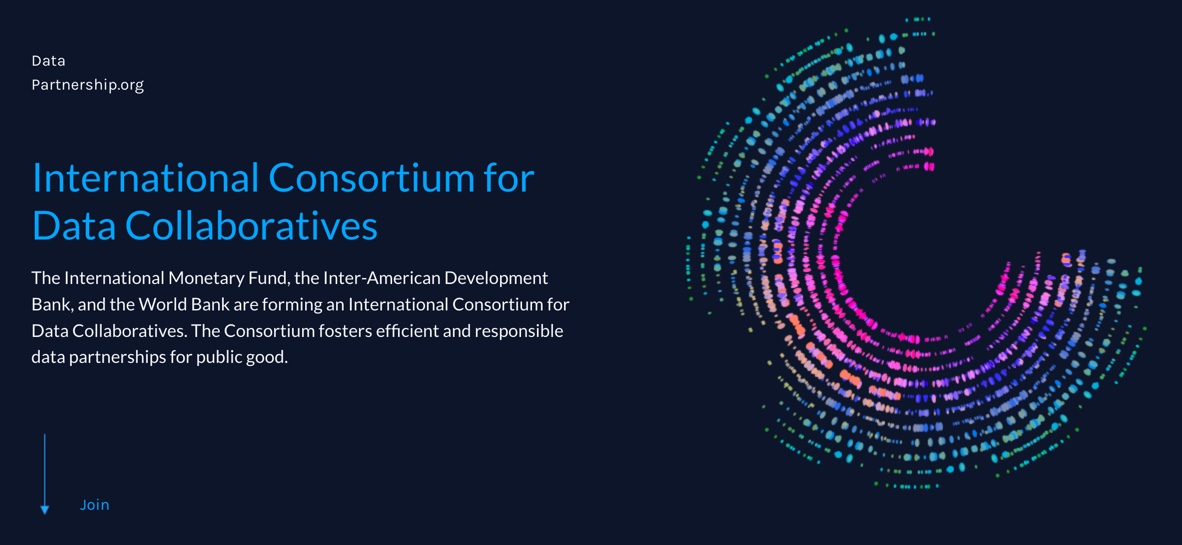 Data
Partnership.org
International Consortium for
Data Collaboratives
The International Monetary Fund, the Inter-American Development
Bank, and the World Bank are forming an International Consortium for
Data Collaboratives. The Consortium fosters efficient and responsible
data partnerships for public good.
Join